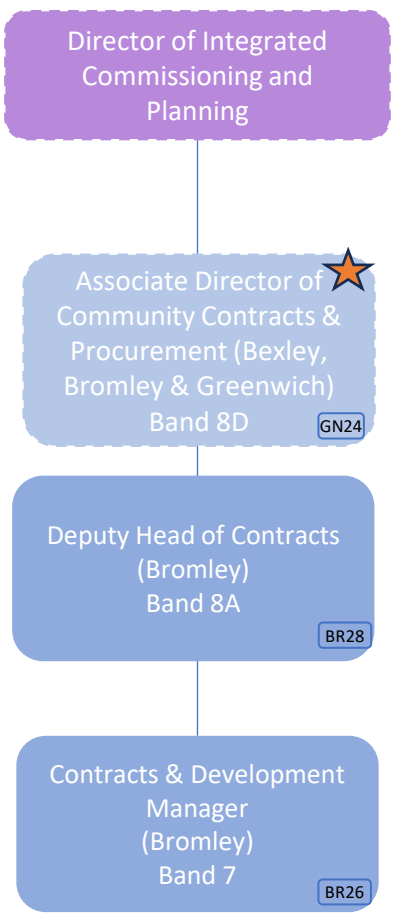 Director of Integrated
Commissioning and
Planning
Associate Director of
Community Contracts &
Procurement (Bexley,
Bromley & Greenwich)
Band 8D
GN24
Deputy Head of Contracts
(Bromley)
Band 8A
BR28
Contracts & Development
Manager
(Bromley)
Band 7
BR26